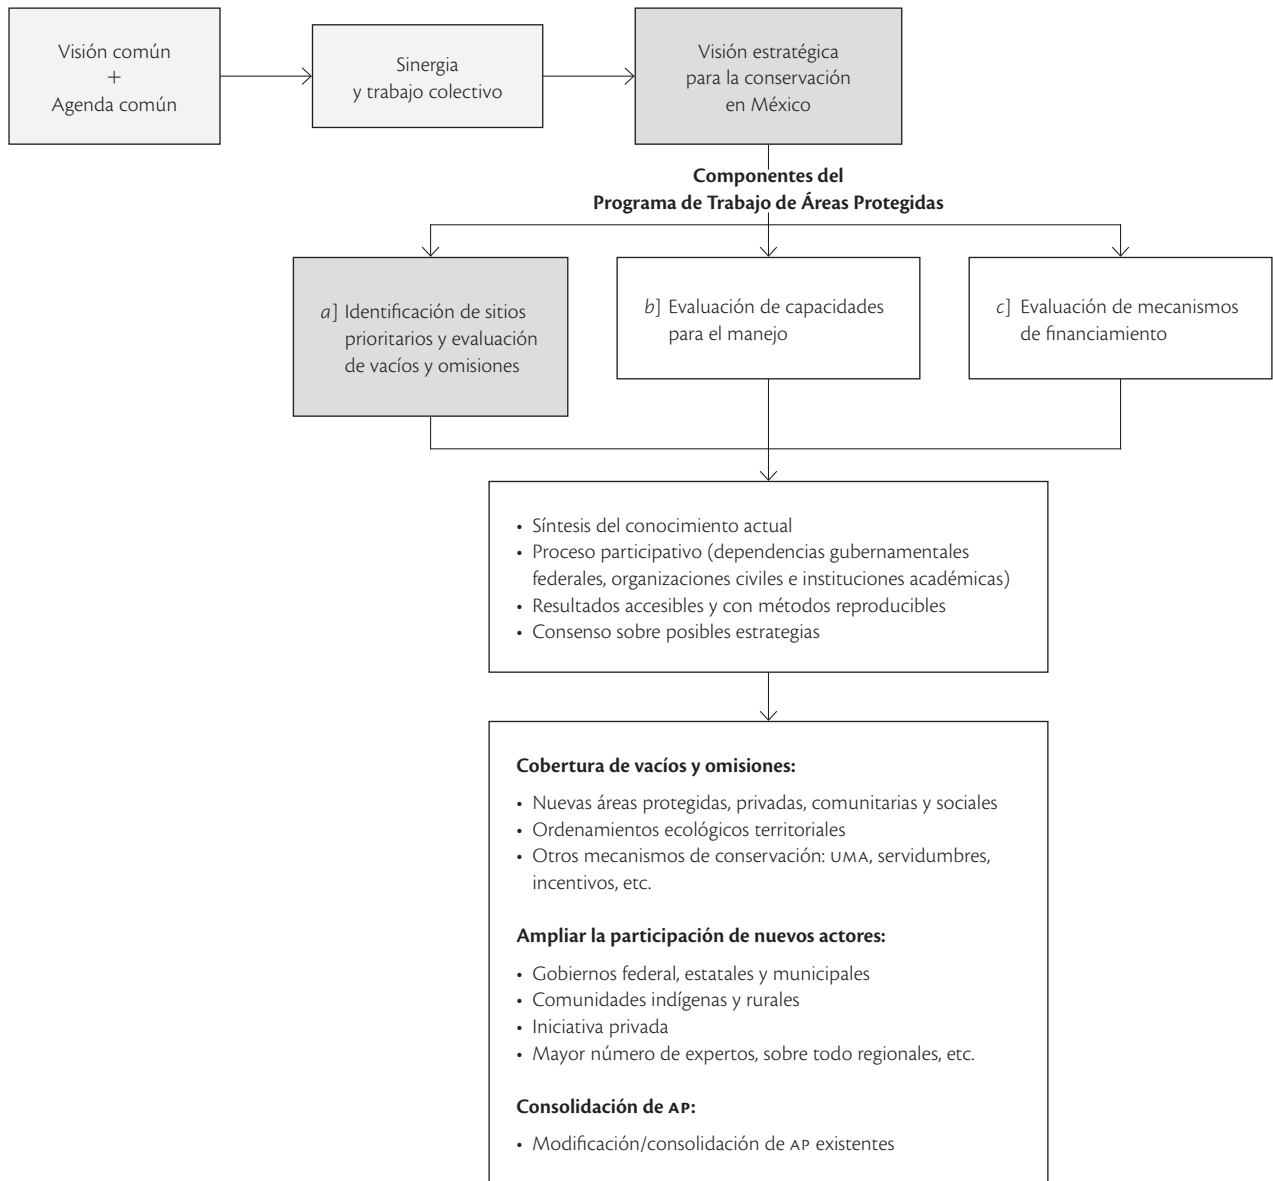 Visión común
+
Agenda común
Sinergia
y trabajo colectivo
Visión estratégica
para la conservación
en México
Componentes del
Programa de Trabajo de Áreas Protegidas
a] Identificación de sitios
prioritarios y evaluación
de vacíos y omisiones
b] Evaluación de capacidades
para el manejo
c] Evaluación de mecanismos
de financiamiento
• Síntesis del conocimiento actual
• Proceso participativo (dependencias gubernamentales
federales, organizaciones civiles e instituciones académicas)
• Resultados accesibles y con métodos reproducibles
• Consenso sobre posibles estrategias
Cobertura de vacíos y omisiones:
• Nuevas áreas protegidas, privadas, comunitarias y sociales
• Ordenamientos ecológicos territoriales
• Otros mecanismos de conservación: UMA, servidumbres,
incentivos, etc.
Ampliar la participación de nuevos actores:
• Gobiernos federal, estatales y municipales
• Comunidades indígenas y rurales
• Iniciativa privada
• Mayor número de expertos, sobre todo regionales, etc.
Consolidación de AP:
• Modificación/consolidación de AP existentes